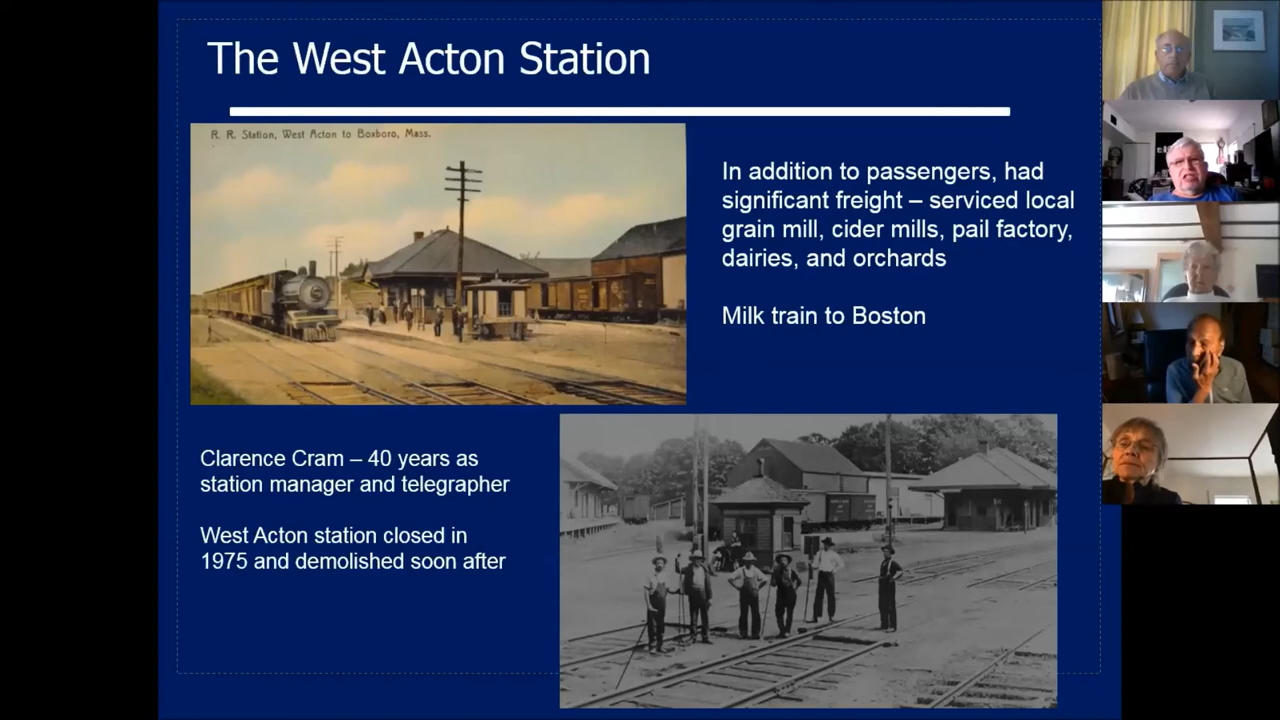 The West Acton Station
R. R. Station, West Acton to Boxboro, Mass.
In addition to passengers, had
significant freight – serviced local
grain mill, cider mills, pail factory,
dairies, and orchards
Milk train to Boston
Clarence Cram – 40 years as
station manager and telegrapher
West Acton station closed in
1975 and demolished soon after